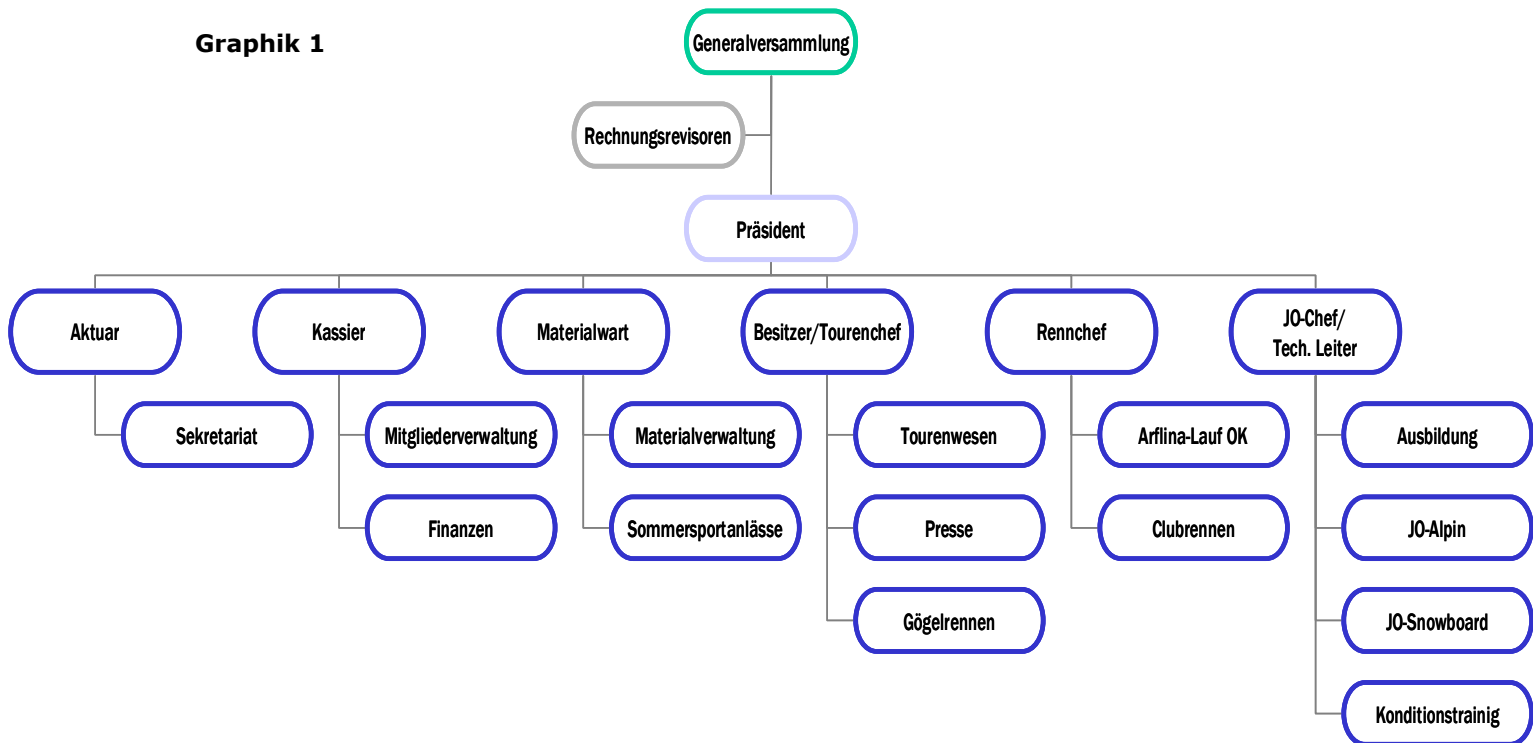 Graphik 1
Generalversammlung
Rechnungsrevisoren
Präsident
Aktuar
Kassier
Materialwart
Besitzer/Tourenchef
Rennchef
JO-Chef/
Tech. Leiter
Sekretariat
Mitgliederverwaltung
Materialverwaltung
Tourenwesen
Arflina-Lauf OK
Ausbildung
Finanzen
Sommersportanlässe
Presse
Clubrennen
JO-Alpin
Gögelrennen
JO-Snowboard
Konditionstrainig